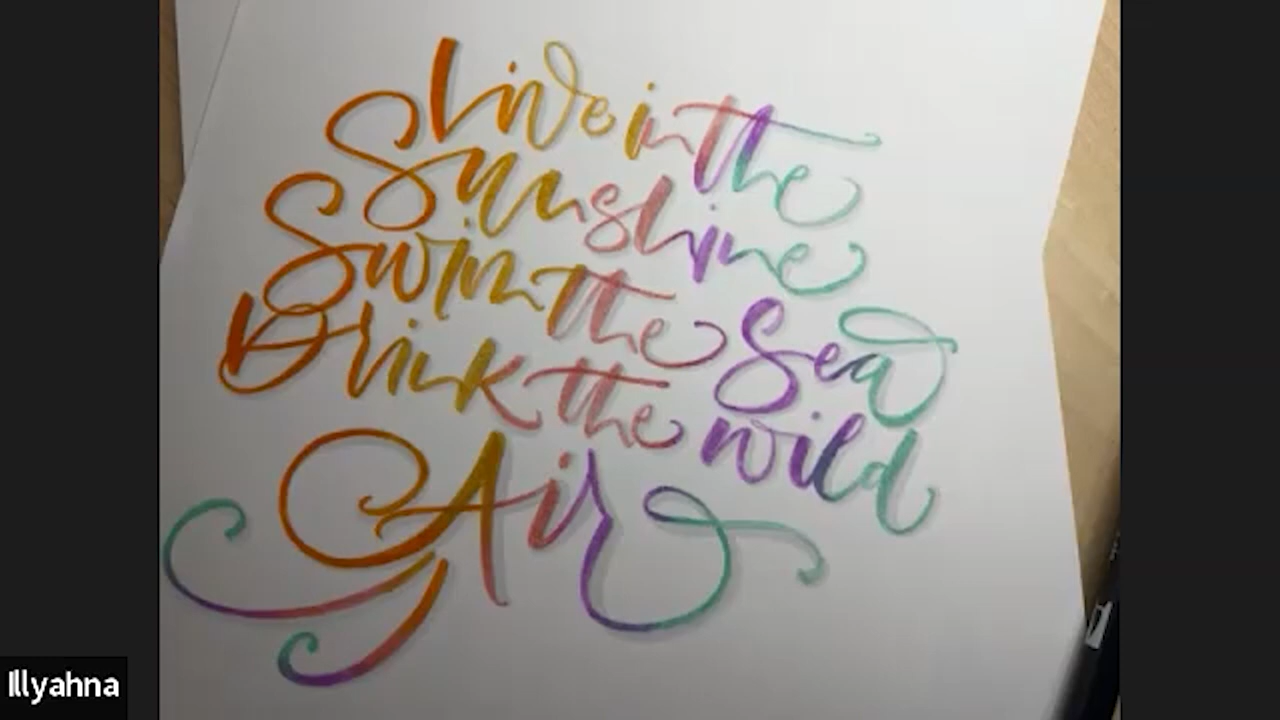 Live in the
Sunshine
Swim the Sea
Drink the wild
Air
Illyahna